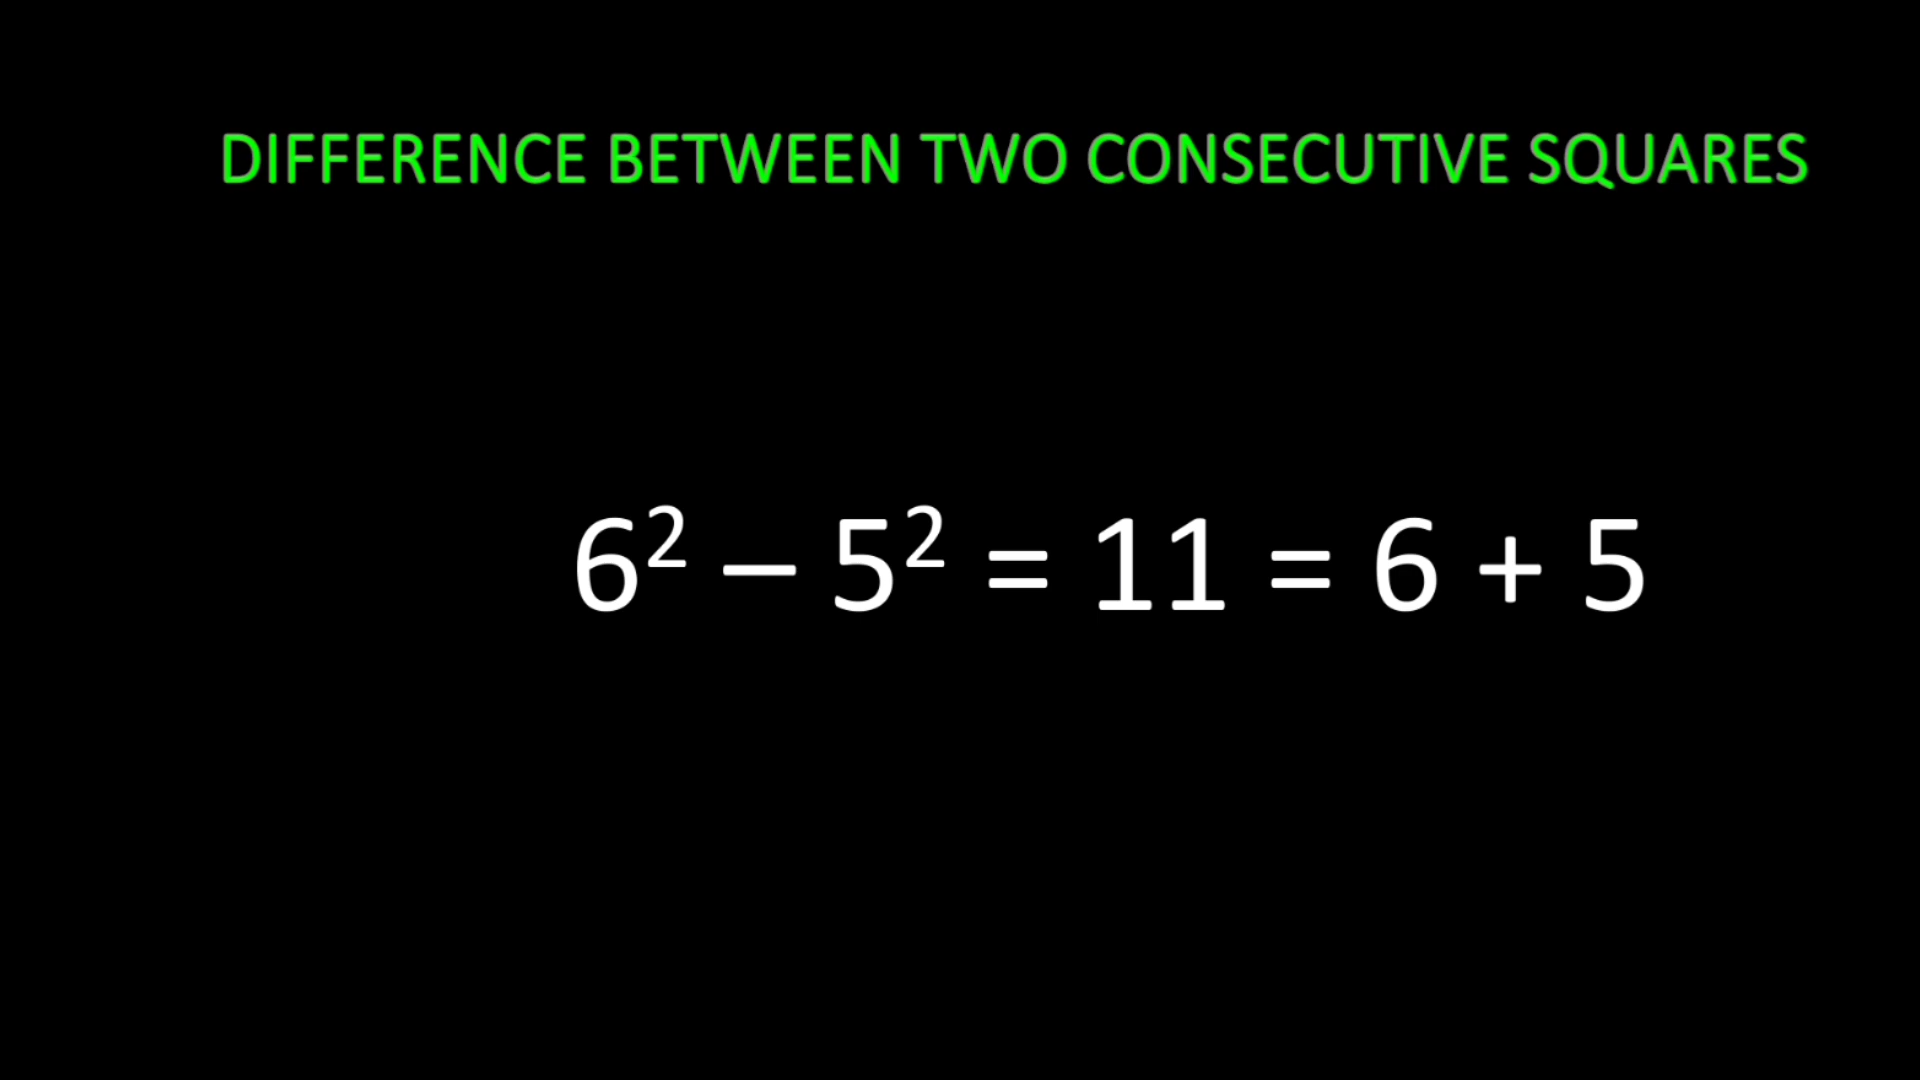 DIFFERENCE BETWEEN TWO CONSECUTIVE SQUARES
6² – 5² = 11 = 6 + 5